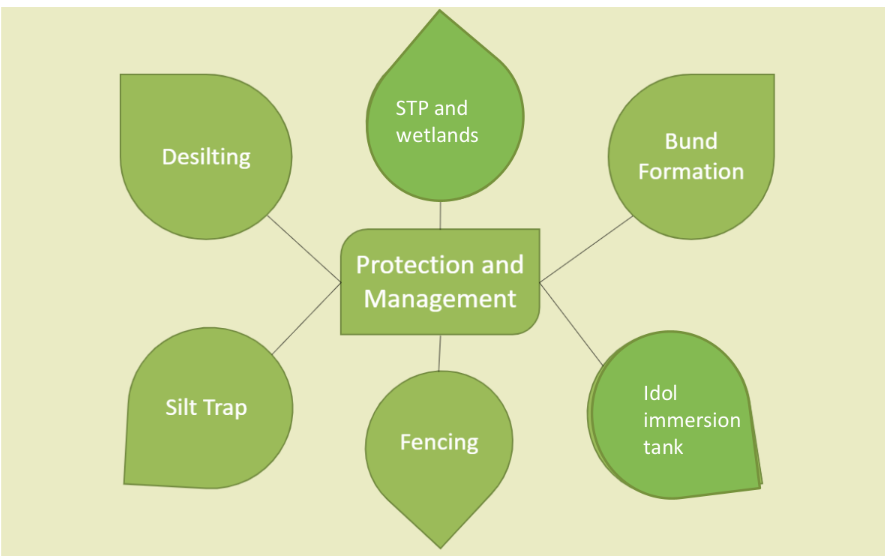 STP and
wetlands
Desilting
Bund
Formation
Protection and
Management
Silt Trap
Fencing
Idol
immersion
tank